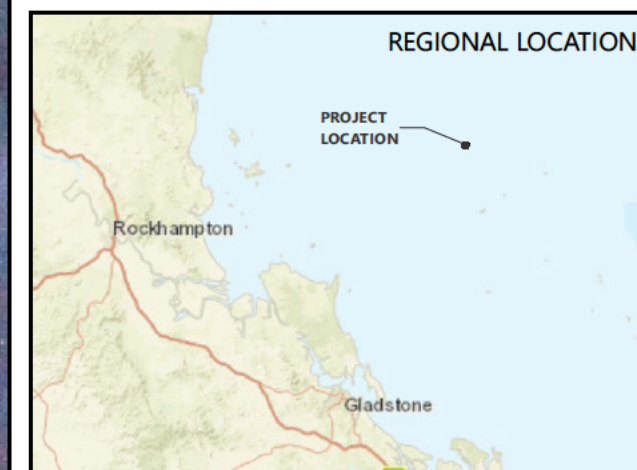 REGIONAL LOCATION
PROJECT
LOCATION
Rockhampton
Gladstone